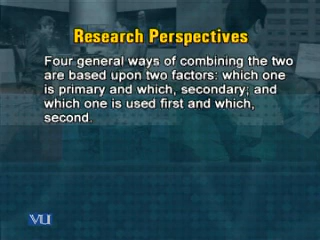 Research Perspectives
Four general ways of combining the two
are based upon two factors: which one
is primary and which, secondary; and
which one is used first and which,
second.
VU